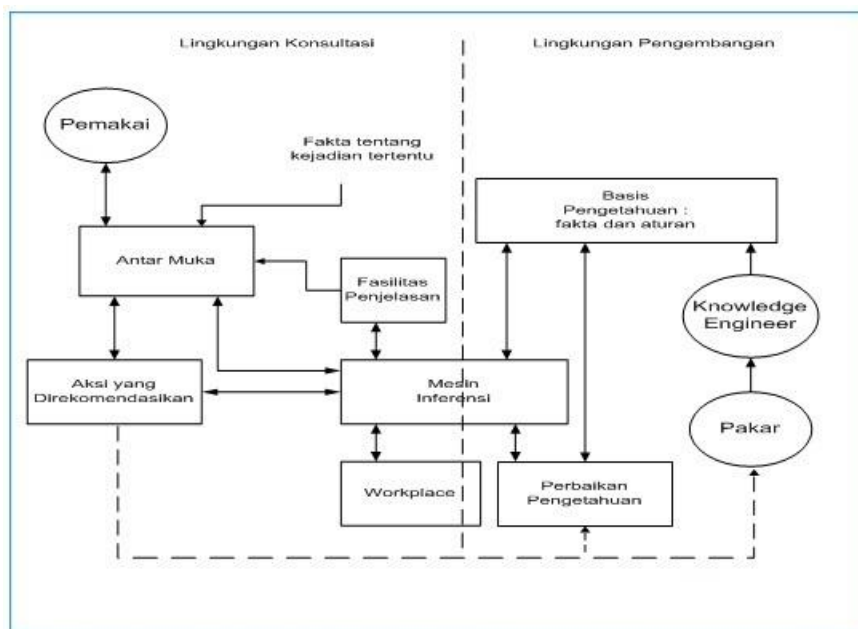 Lingkungan Konsultasi
Lingkungan Pengembangan
Pemakai
Fakta tentang
kejadian tertentu
Basis
Pengetahuan :
fakta dan aturan
Antar Muka
Fasilitas
Penjelasan
Knowledge
Engineer
Aksi yang
Direkomendasikan
Mesin
Inferensi
Pakar
Workplace
Perbaikan
Pengetahuan